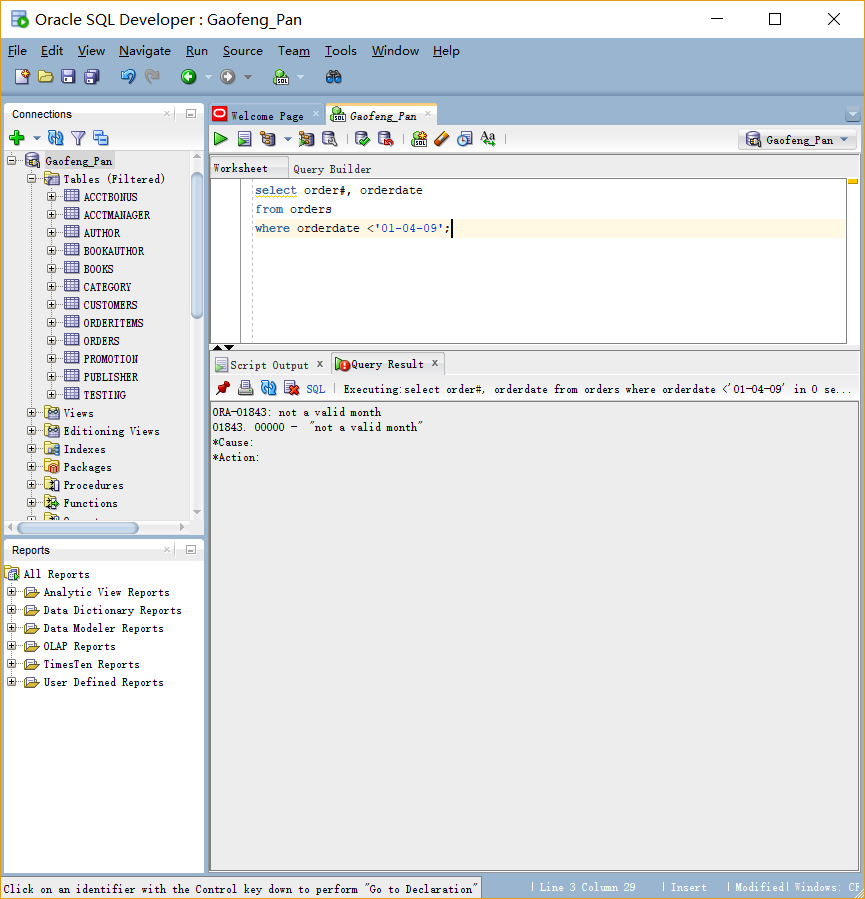 Oracle SQL Developer : Gaofeng_Pan
File Edit View Navigate Run Source Team Tools Window Help
Connections
Gaofeng_Pan
Tables (Filtered)
ACCTBONUS
ACCTMANAGER
AUTHOR
BOOKAUTHOR
BOOKS
CATEGORY
CUSTOMERS
ORDERITEMS
ORDERS
PROMOTION
PUBLISHER
TESTING
Views
Editioning Views
Indexes
Packages
Procedures
Functions
Reports
All Reports
Analytic View Reports
Data Dictionary Reports
Data Modeler Reports
OLAP Reports
TimesTen Reports
User Defined Reports
Welcome Page
Gaofeng_Pan
Gaofeng_Pan
Worksheet Query Builder
select order#, orderdate
from orders
where orderdate <'01-04-09';
Script Output x Query Result x
SQL | Executing:select order#, orderdate from orders where orderdate <'01-04-09' in 0 se...
ORA-01843: not a valid month
01843. 00000 -  "not a valid month"
*Cause:
*Action:
Click on an identifier with the Control key down to perform "Go to Declaration"
| Line 3 Column 29 | Insert | Modified| Windows: